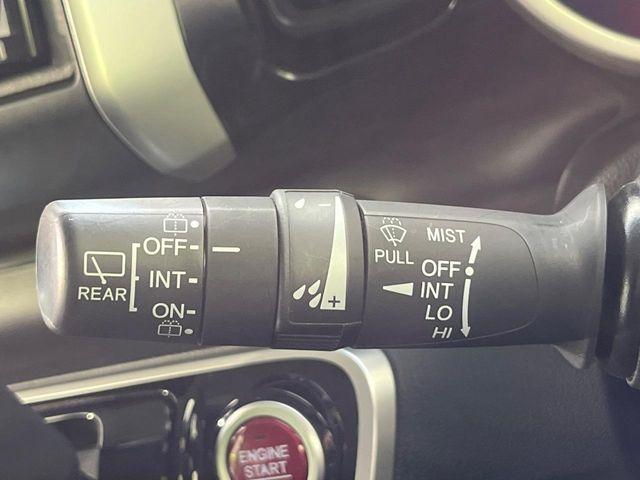 OFF
INT
ON
REAR
−
+
PULL
MIST
OFF
INT
LO
HI
ENGINE
START